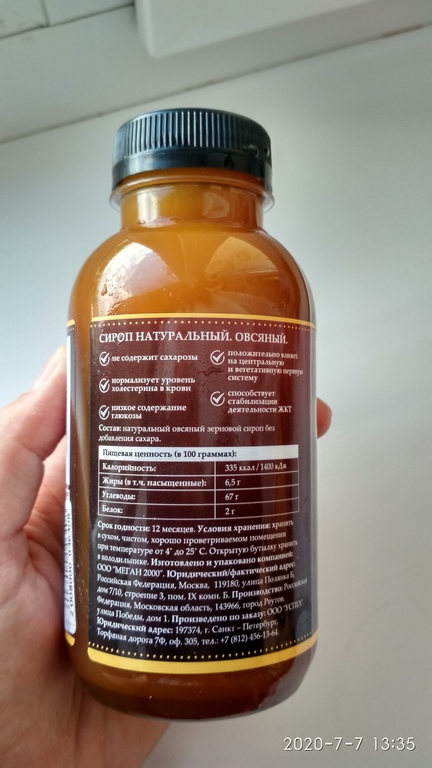 СИРОП НАТУРАЛЬНЫЙ. ОВСЯНЫЙ.
не содержит сахарозы
нормализует уровень
холестерина в крови
низкое содержание
глюкозы
положительно влияет
на центральную
и вегетативную нервную
систему
способствует
стабилизации
деятельности ЖКТ
Состав: натуральный овсяный зерновой сироп без
добавления сахара.
Пищевая ценность (в 100 граммах):
Калорийность: 335 ккал / 1400 кДж
Жиры (в т.ч. насыщенные): 6,5 г
Углеводы: 67 г
Белок: 2 г
Срок годности: 12 месяцев. Условия хранения: хранить
в сухом, чистом, хорошо проветриваемом помещении
при температуре от 4˚ до 25˚ С. Открытую бутылку хранить
в холодильнике. Изготовлено и упаковано компанией:
ООО "МЕГАН 2000". Юридический/фактический адрес:
Российская Федерация, Москва, 119180, улица Полянка Б,
дом 7/10, строение 3, пом. IX комн. Б. Производство: Российская
Федерация, Московская область, 143966, город Реутов,
улица Победы, дом 1. Произведено по заказу: ООО "УСПЕХ"
Юридический адрес: 197374, г. Санкт – Петербург,
Торфяная дорога 7Ф, оф. 305, тел.: +7 (812) 456-13-64.
2020-7-7 13:35